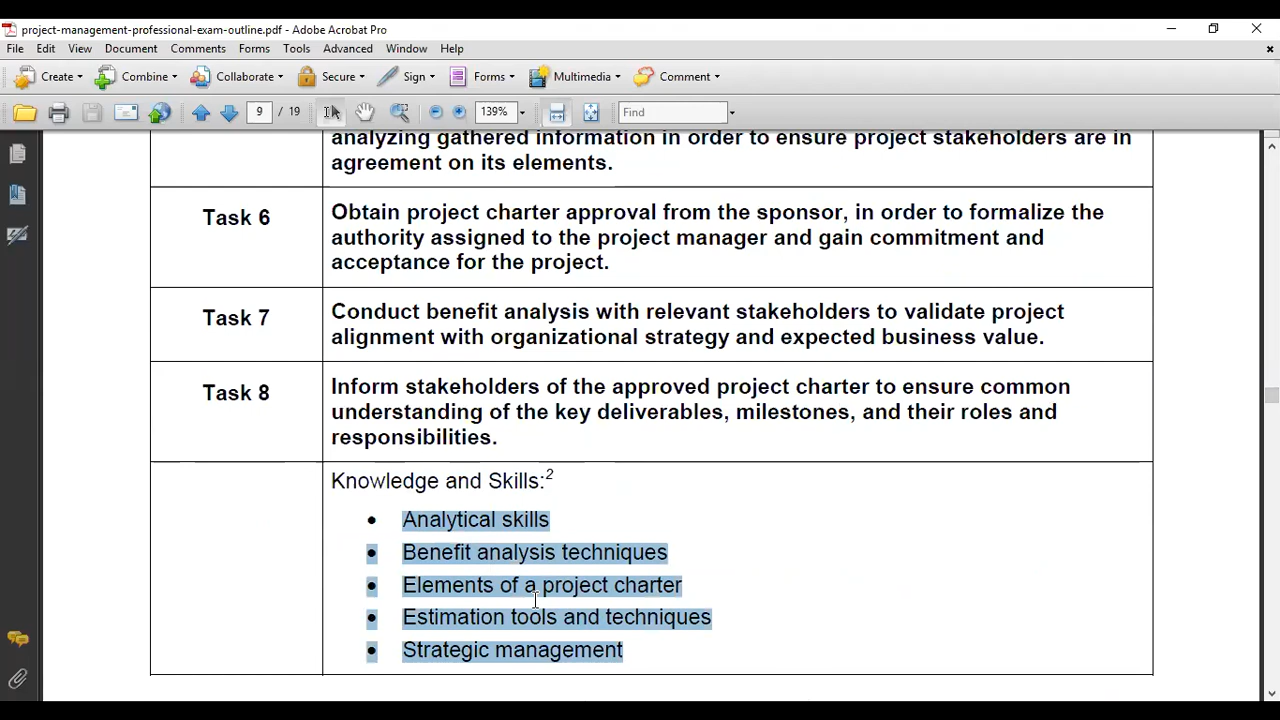 project-management-professional-exam-outline.pdf - Adobe Acrobat Pro
File Edit View Document Comments Forms Tools Advanced Window Help
Create Combine Collaborate Secure Sign Forms Multimedia Comment
9 / 19 139% Find
analyzing gathered information in order to ensure project stakeholders are in
agreement on its elements.
Task 6
Obtain project charter approval from the sponsor, in order to formalize the
authority assigned to the project manager and gain commitment and
acceptance for the project.
Task 7
Conduct benefit analysis with relevant stakeholders to validate project
alignment with organizational strategy and expected business value.
Task 8
Inform stakeholders of the approved project charter to ensure common
understanding of the key deliverables, milestones, and their roles and
responsibilities.
Knowledge and Skills:2
• Analytical skills
• Benefit analysis techniques
• Elements of a project charter
• Estimation tools and techniques
• Strategic management